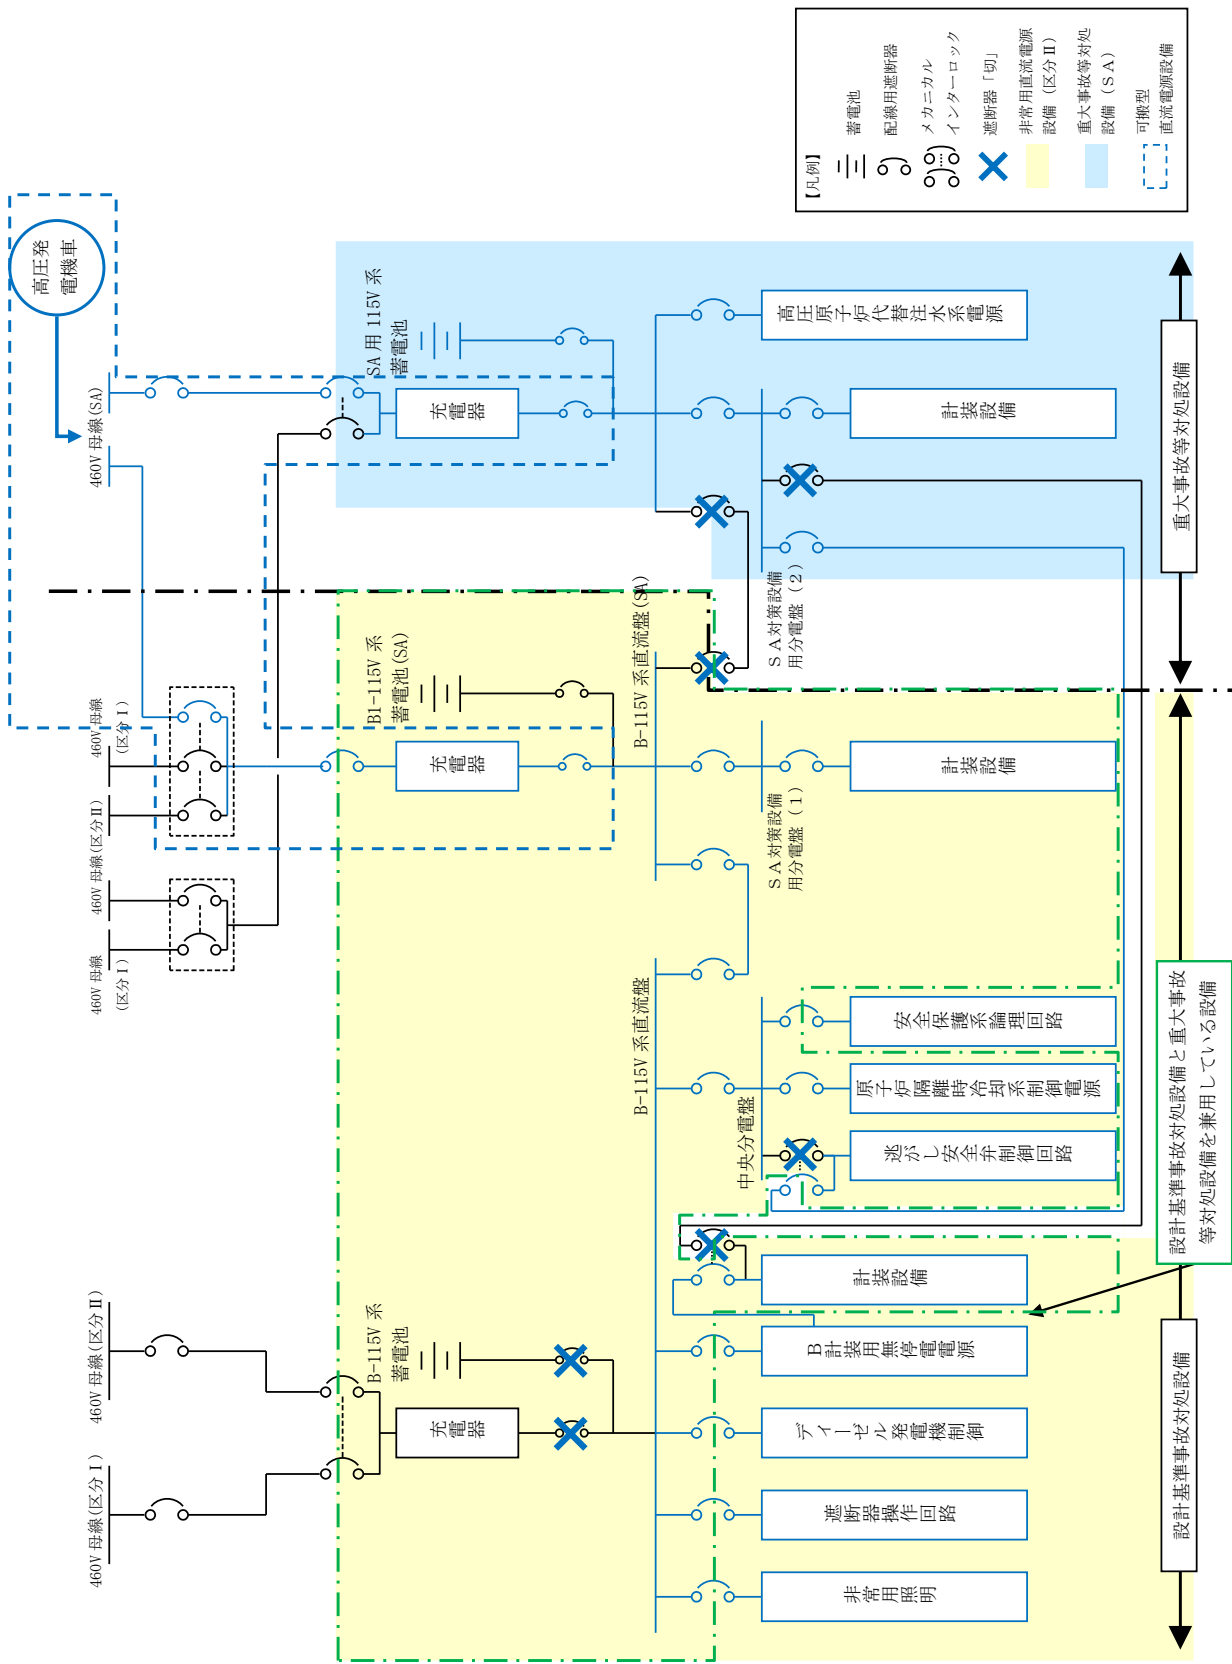 【凡例】
蓄電池
配線用遮断器
メカニカル
インターロック
遮断器「切」
非常用直流電源
設備（区分Ⅱ）
重大事故等対処
設備（ＳＡ）
可搬型
直流電源設備
高圧発
電機車
460V 母線(SA)
SA 用 115V 系
蓄電池
充電器
高圧原子炉代替注水系電源
計装設備
重大事故等対処設備
ＳＡ対策設備
用分電盤（２）
B-115V 系直流盤(SA)
B1-115V 系
蓄電池(SA)
充電器
計装設備
ＳＡ対策設備
用分電盤（１）
460V 母線
(区分Ⅰ)
460V 母線(区分Ⅱ)
460V 母線(区分Ⅱ)
460V 母線
(区分Ⅰ)
B-115V 系直流盤
中央分電盤
安全保護系論理回路
原子炉隔離時冷却系制御電源
逃がし安全弁制御回路
設計基準事故対処設備と重大事故
等対処設備を兼用している設備
計装設備
Ｂ計装用無停電電源
ディーゼル発電機制御
遮断器操作回路
非常用照明
設計基準事故対処設備
460V 母線(区分Ⅱ)
460V 母線(区分Ⅰ)
B-115V 系
蓄電池
充電器